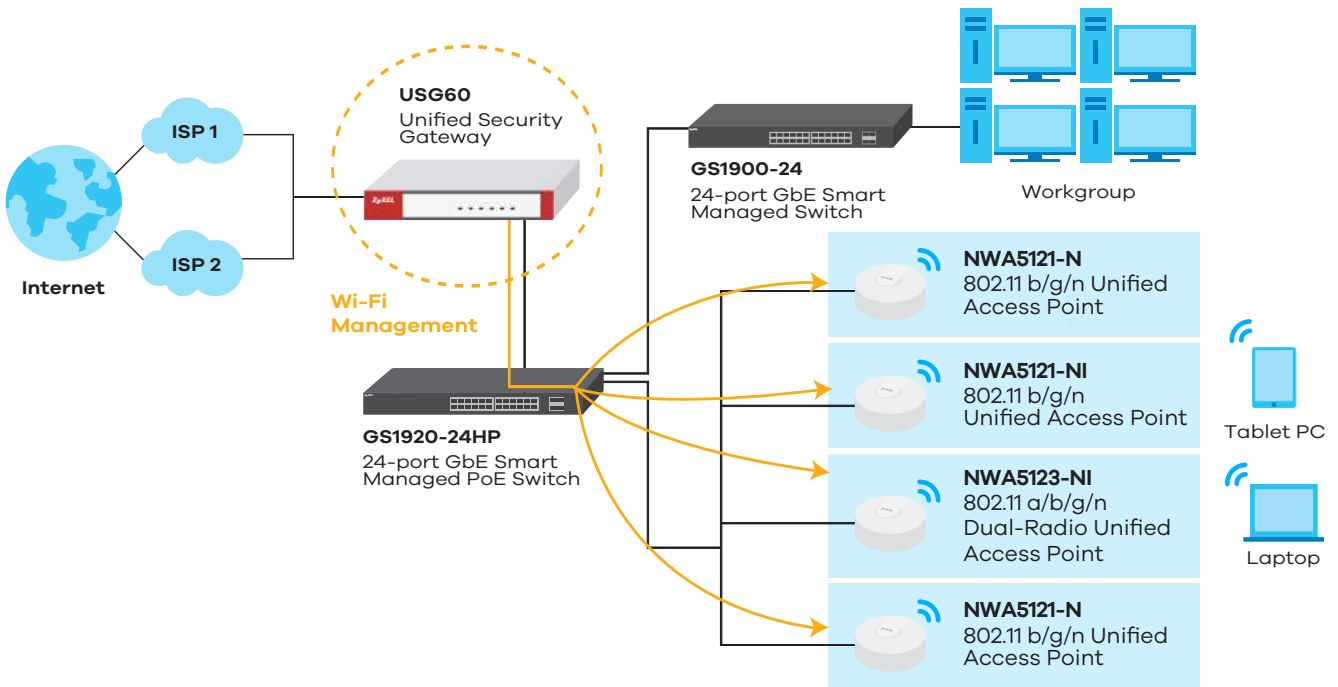 ISP 1
ISP 2
Internet
USG60
Unified Security
Gateway
ZyXEL
Wi-Fi
Management
GS1920-24HP
24-port GbE Smart
Managed PoE Switch
GS1900-24
24-port GbE Smart
Managed Switch
Workgroup
NWA5121-N
802.11 b/g/n Unified
Access Point
NWA5121-NI
802.11 b/g/n
Unified Access Point
NWA5123-NI
802.11 a/b/g/n
Dual-Radio Unified
Access Point
NWA5121-N
802.11 b/g/n Unified
Access Point
Tablet PC
Laptop